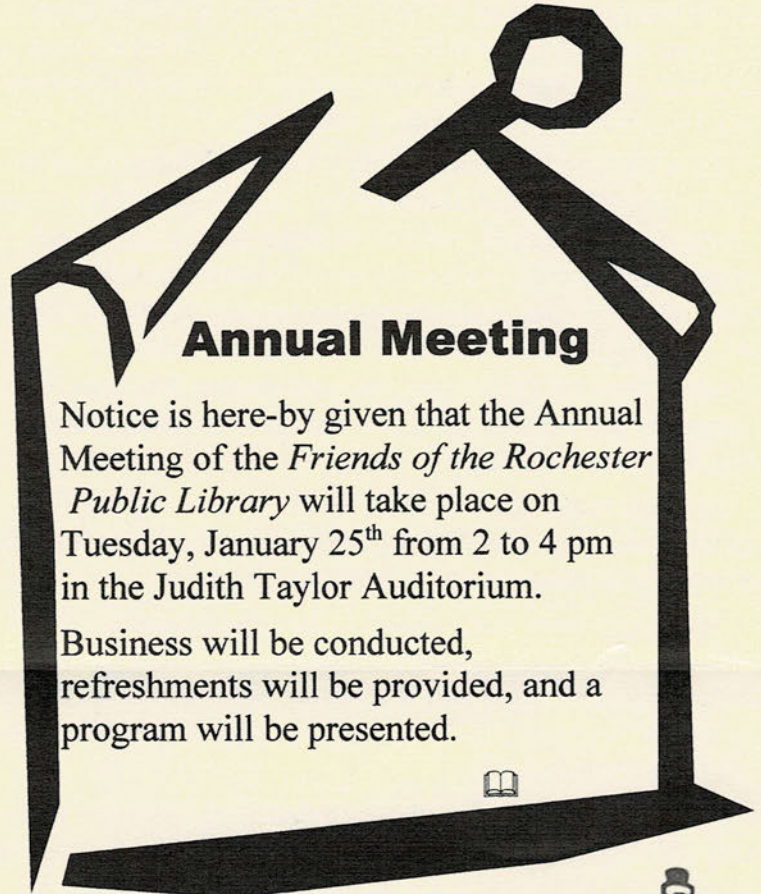 Annual Meeting
Notice is here-by given that the Annual
Meeting of the Friends of the Rochester
Public Library will take place on
Tuesday, January 25th from 2 to 4 pm
in the Judith Taylor Auditorium.
Business will be conducted,
refreshments will be provided, and a
program will be presented.